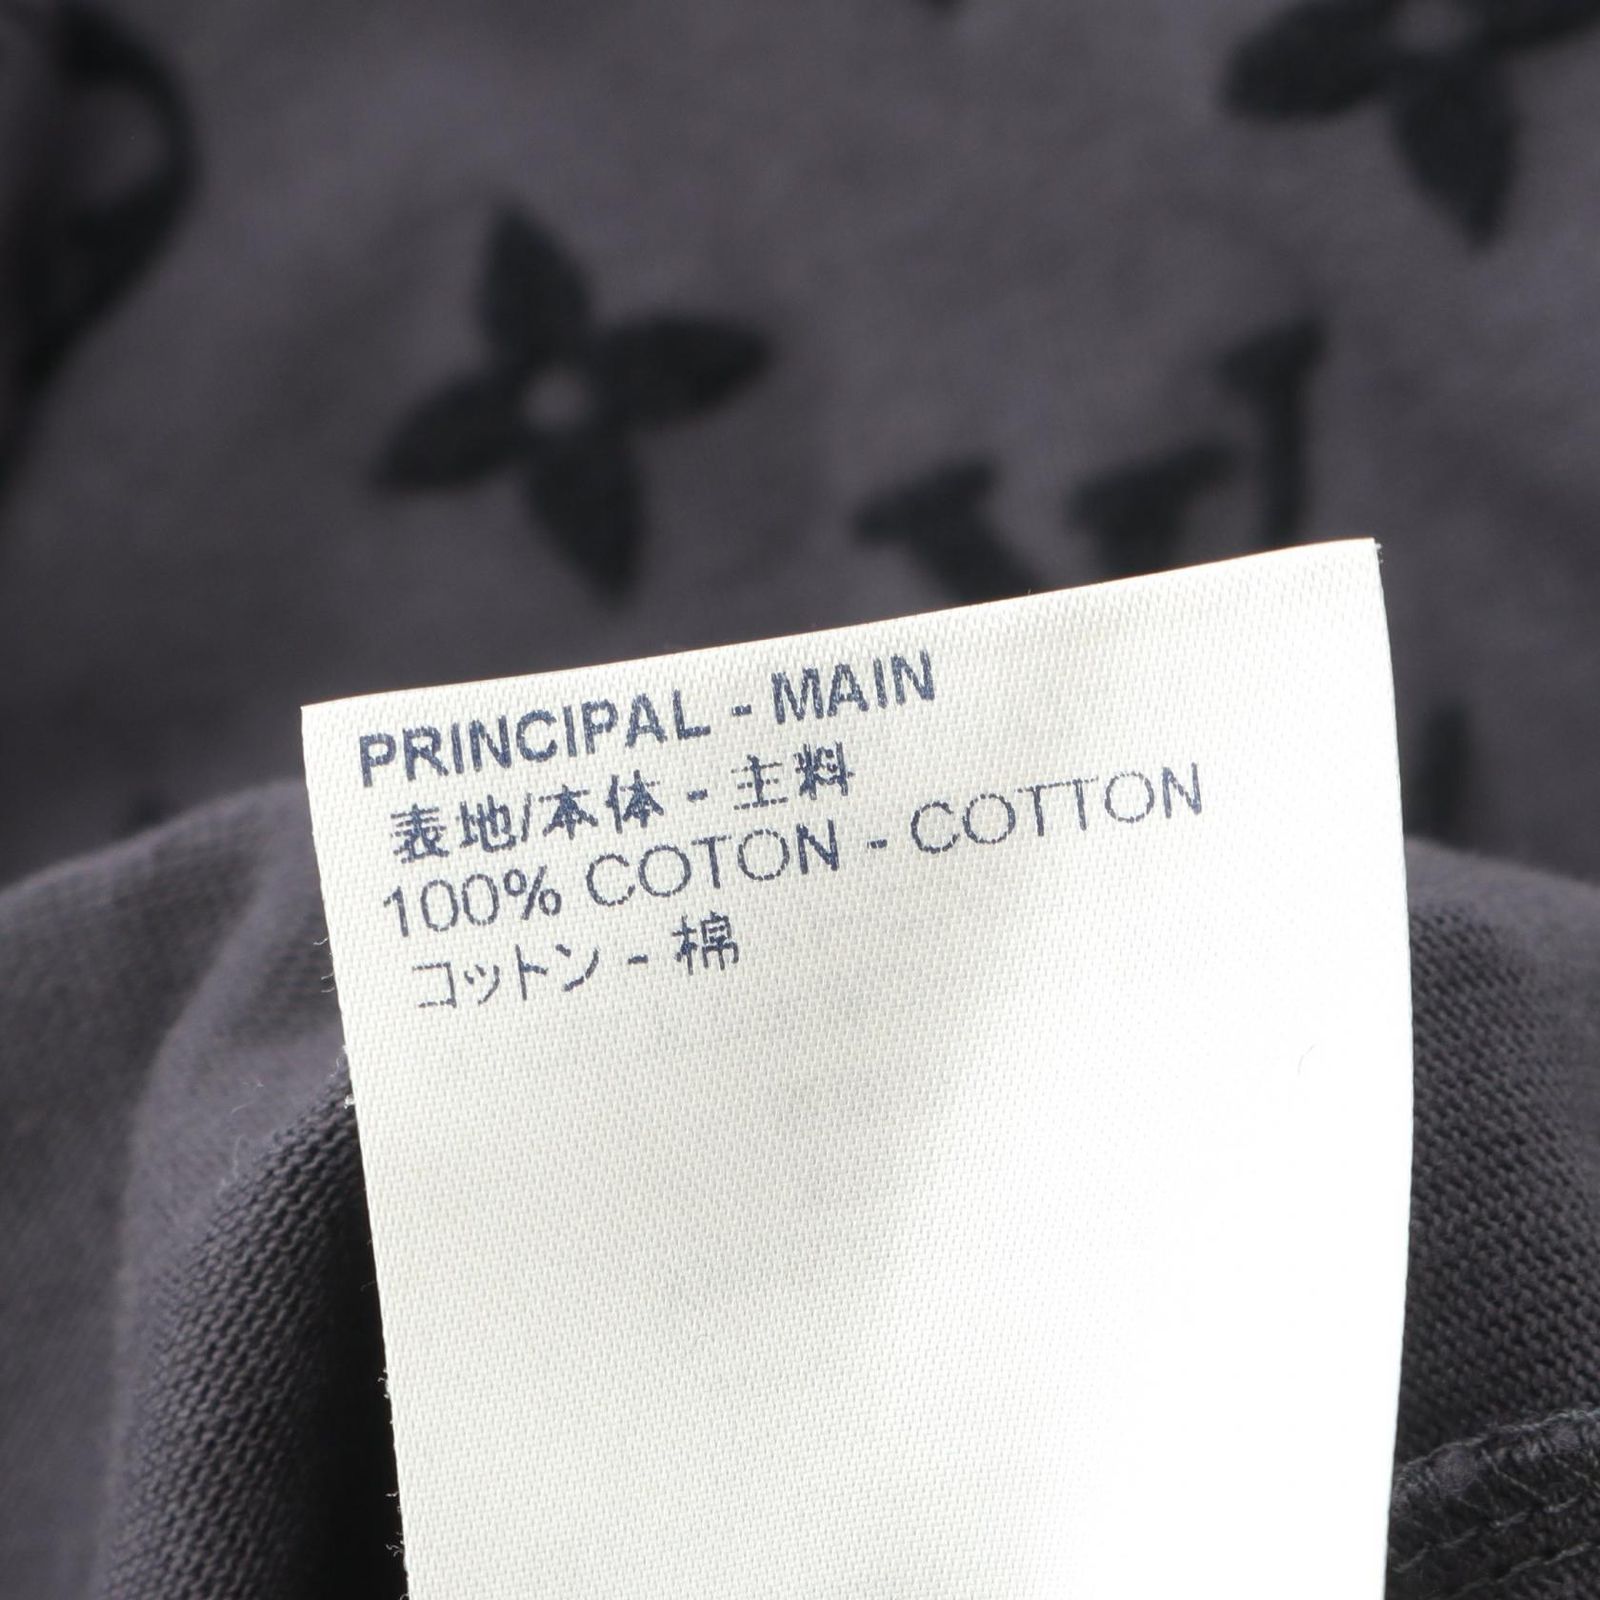 PRINCIPAL - MAIN
表地/本体 - 主料
100% COTON - COTTON
コットン - 棉